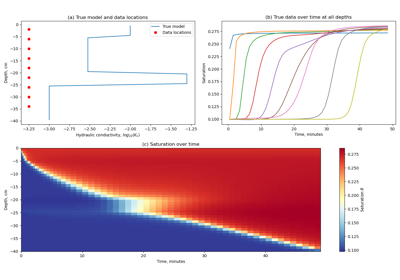 (a) True model and data locations
True model
Data locations
Depth, cm
0
−5
−10
−15
−20
−25
−30
−35
−40
−3.25 −3.00 −2.75 −2.50 −2.25 −2.00 −1.75 −1.50 −1.25
Hydraulic conductivity, log₁₀(Kₛ)
(b) True data over time at all depths
Saturation
0.275
0.250
0.225
0.200
0.175
0.150
0.125
0.100
0 10 20 30 40 50
Time, minutes
(c) Saturation over time
Depth, cm
0
−5
−10
−15
−20
−25
−30
−35
−40
0 10 20 30 40
Time, minutes
0.275
0.250
0.225
0.200
0.175
0.150
0.125
0.100
Saturation θ